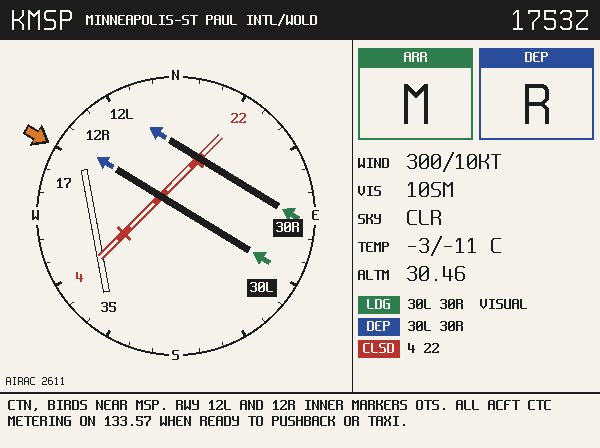 KMSP MINNEAPOLIS-ST PAUL INTL/WOLD 1753Z
ARR DEP
M R
N
12L 22
12R
17
W E
30R
4
30L
35
S
WIND 300/10KT
VIS 10SM
SKY CLR
TEMP -3/-11 C
ALTM 30.46
LDG 30L 30R VISUAL
DEP 30L 30R
CLSD 4 22
AIRAC 2611
CTN, BIRDS NEAR MSP. RWY 12L AND 12R INNER MARKERS OTS. ALL ACFT CTC
METERING ON 133.57 WHEN READY TO PUSHBACK OR TAXI.